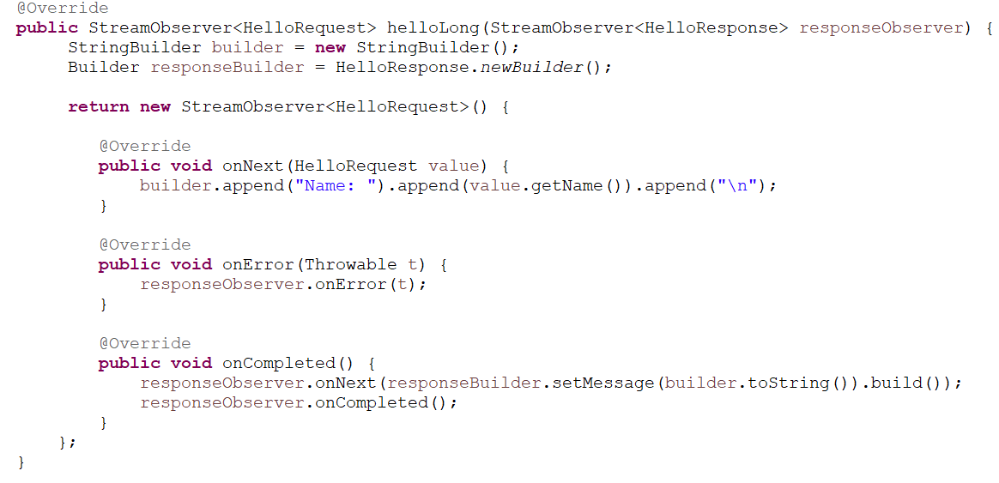 @Override
public StreamObserver<HelloRequest> helloLong(StreamObserver<HelloResponse> responseObserver) {
StringBuilder builder = new StringBuilder();
Builder responseBuilder = HelloResponse.newBuilder();
return new StreamObserver<HelloRequest>() {
@Override
public void onNext(HelloRequest value) {
builder.append("Name: ").append(value.getName()).append("\n");
}
@Override
public void onError(Throwable t) {
responseObserver.onError(t);
}
@Override
public void onCompleted() {
responseObserver.onNext(responseBuilder.setMessage(builder.toString()).build());
responseObserver.onCompleted();
}
};
}